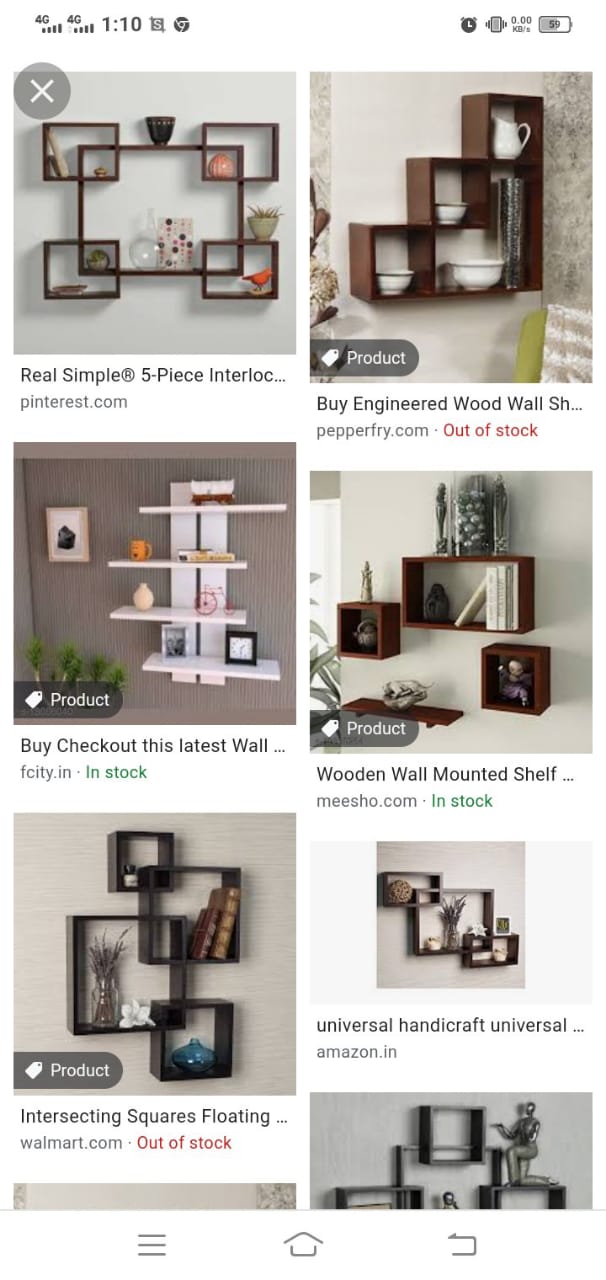 4G 4G 1:10 0.00 KB/s 59
Real Simple® 5-Piece Interloc...
pinterest.com
Product
Buy Engineered Wood Wall Sh...
pepperfry.com · Out of stock
Product
Buy Checkout this latest Wall ...
fcity.in · In stock
Product
Wooden Wall Mounted Shelf ...
meesho.com · In stock
Product
Intersecting Squares Floating ...
walmart.com · Out of stock
universal handicraft universal ...
amazon.in